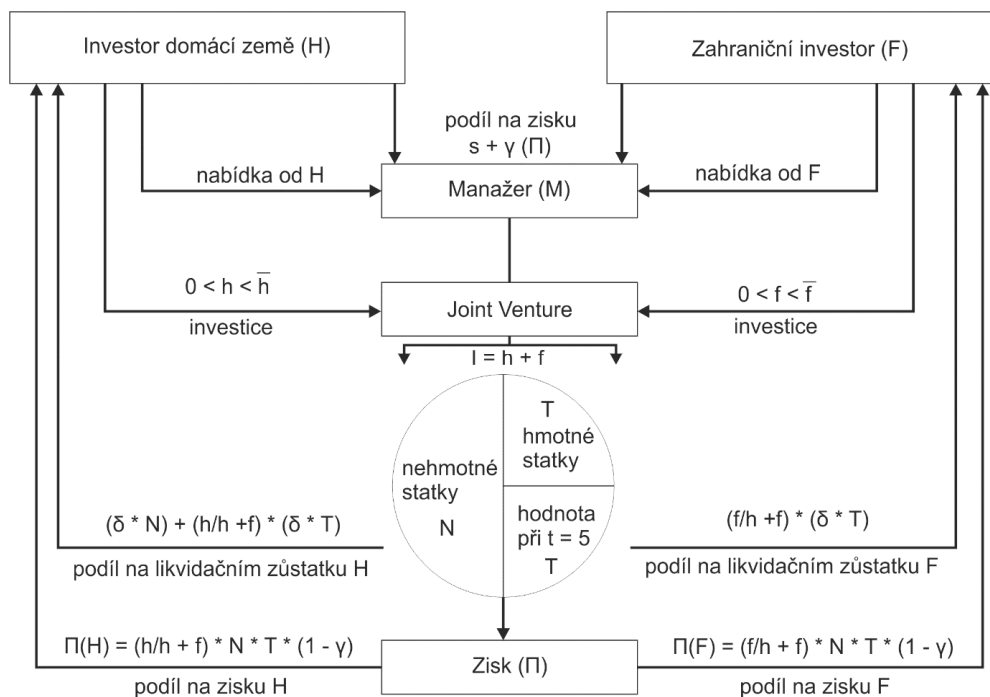 Investor domácí země (H)
Zahraniční investor (F)
podíl na zisku
s + γ (Π)
nabídka od H
Manažer (M)
nabídka od F
0 < h < h̅
investice
Joint Venture
0 < f < f̅
investice
I = h + f
T
hmotné
statky
nehmotné
statky
N
hodnota
při t = 5
T
(δ * N) + (h/h +f) * (δ * T)
podíl na likvidačním zůstatku H
(f/h +f) * (δ * T)
podíl na likvidačním zůstatku F
Π(H) = (h/h + f) * N * T * (1 - γ)
podíl na zisku H
Zisk (Π)
Π(F) = (f/h + f) * N * T * (1 - γ)
podíl na zisku F